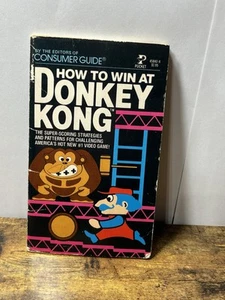 BY THE EDITORS OF
CONSUMER GUIDE®
POCKET
HOW TO WIN AT
DONKEY
KONG
THE SUPER-SCORING STRATEGIES
AND PATTERNS FOR CHALLENGING
AMERICA'S HOT NEW #1 VIDEO GAME!